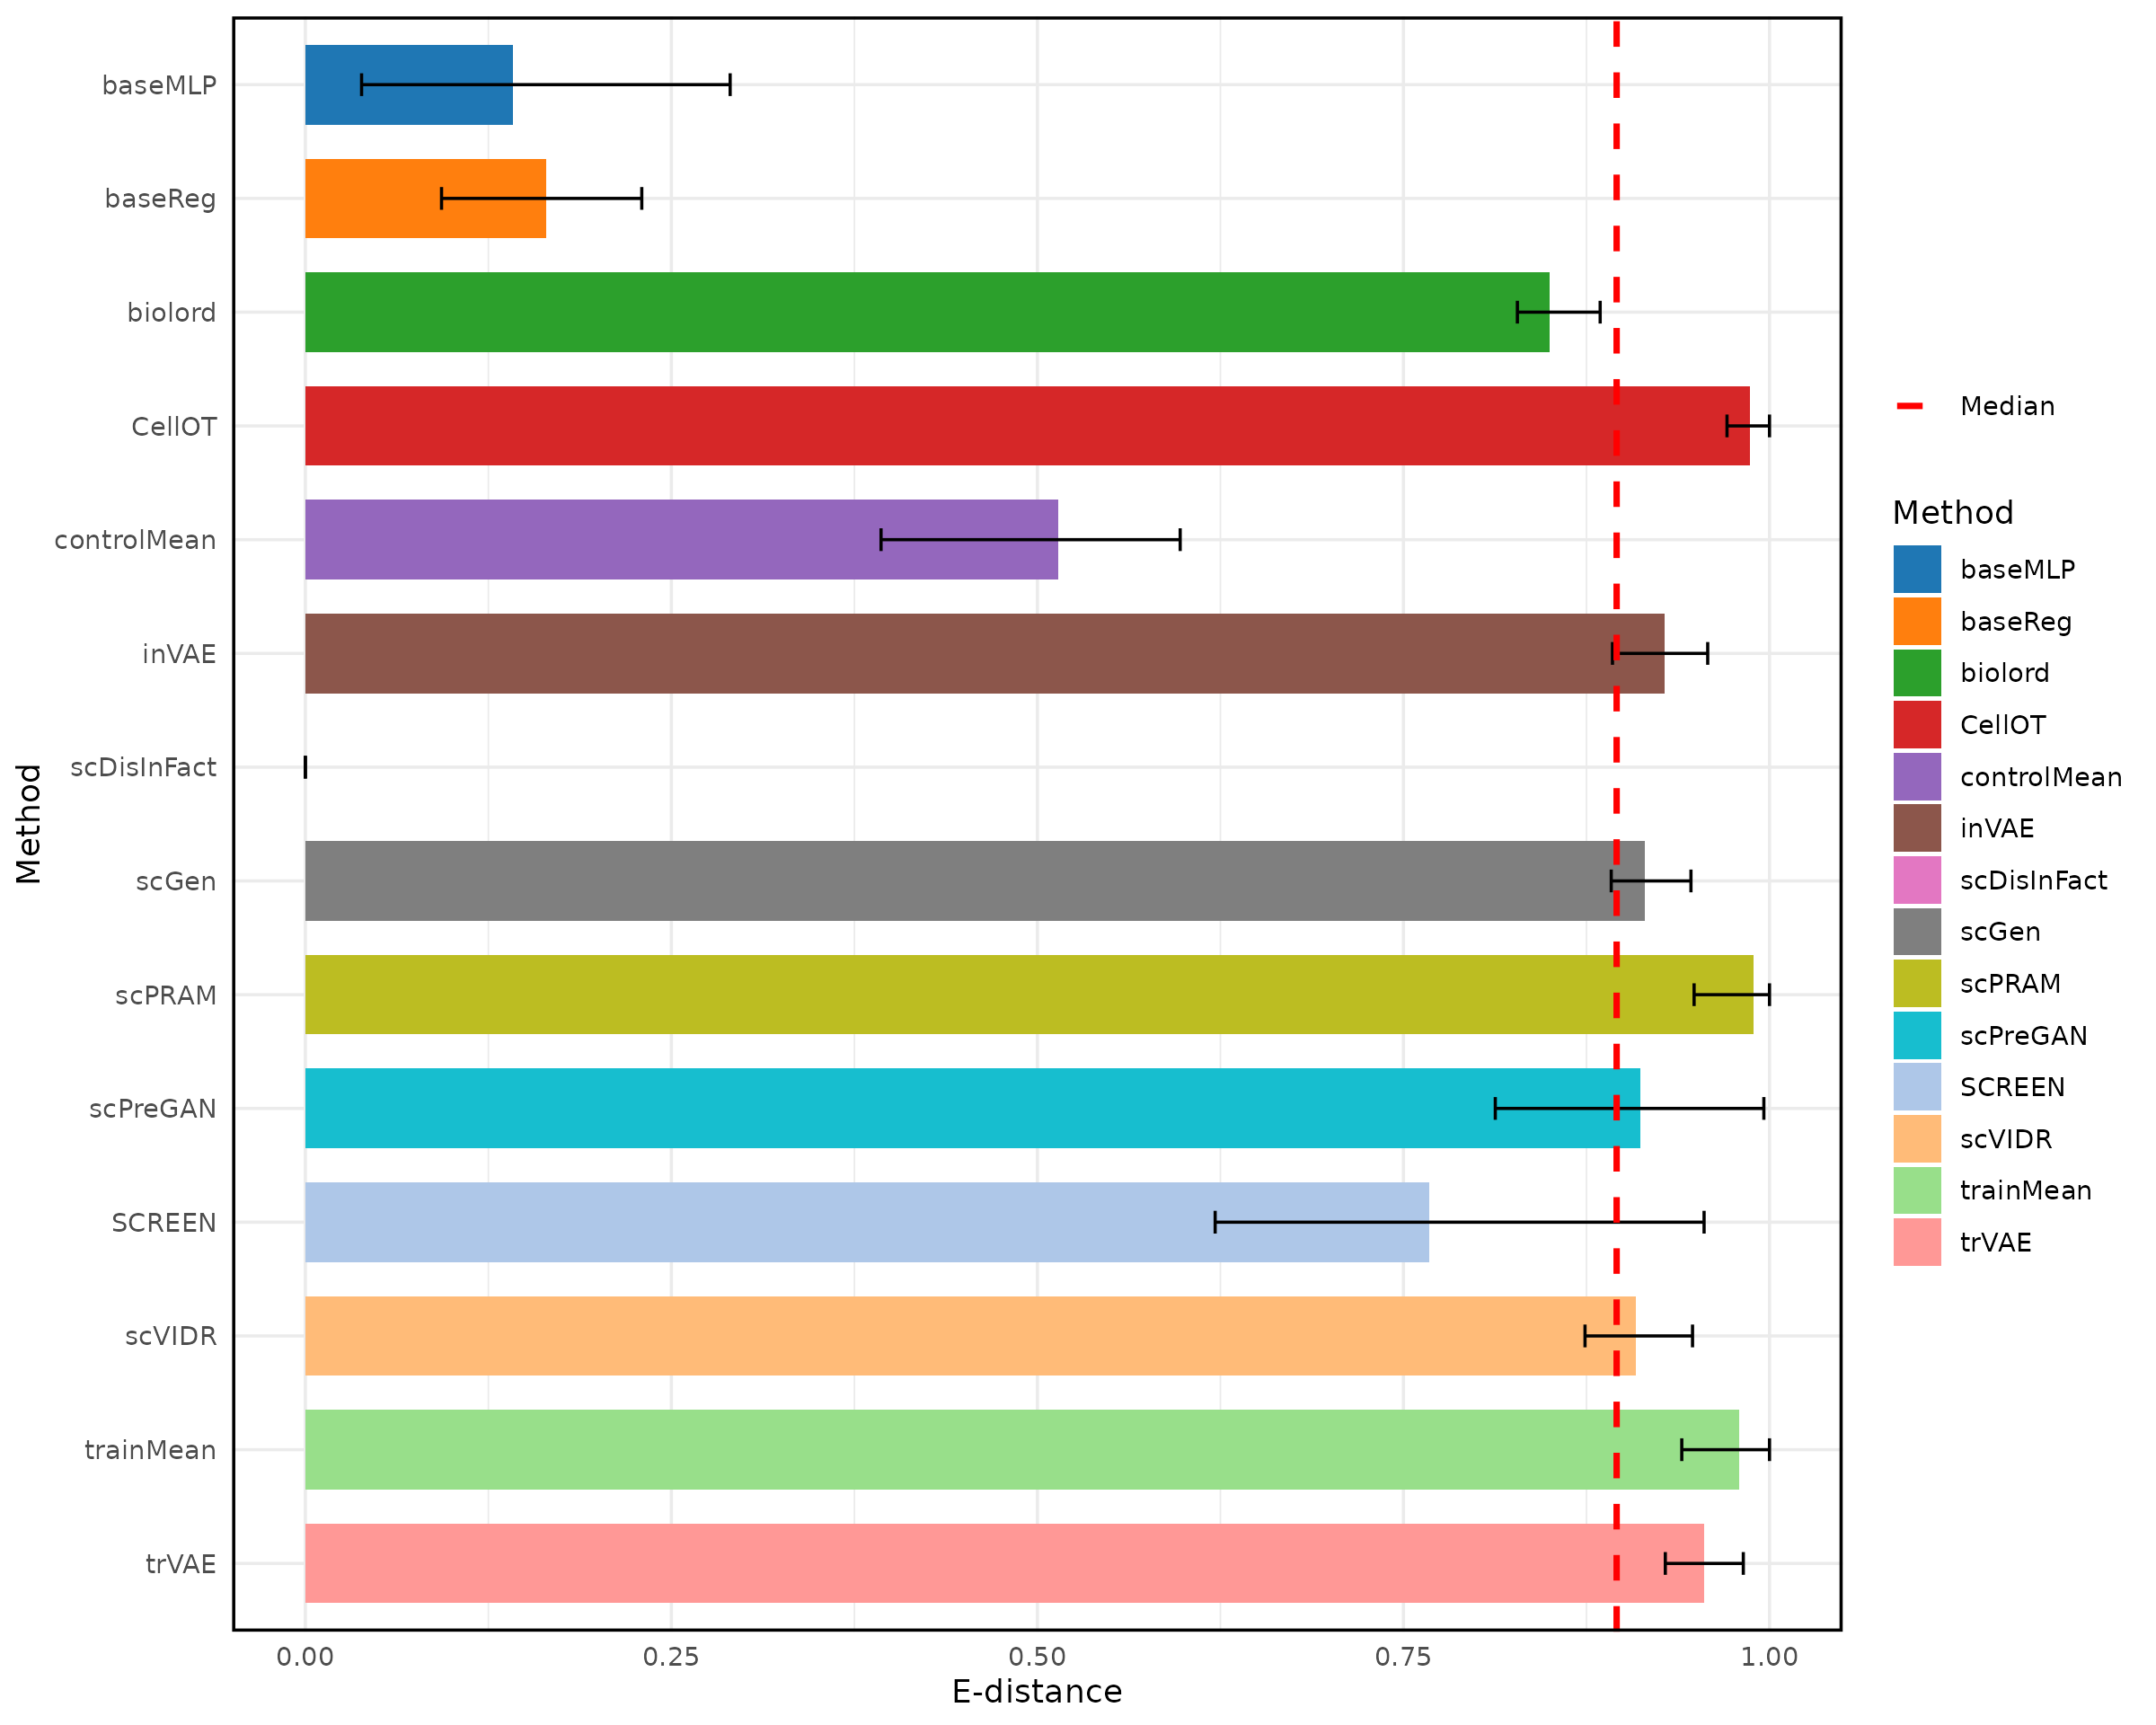 baseMLP
baseReg
biolord
CellOT
controlMean
inVAE
scDisInFact
scGen
scPRAM
scPreGAN
SCREEN
scVIDR
trainMean
trVAE
Method
0.00 0.25 0.50 0.75 1.00
E-distance
Median
Method
baseMLP
baseReg
biolord
CellOT
controlMean
inVAE
scDisInFact
scGen
scPRAM
scPreGAN
SCREEN
scVIDR
trainMean
trVAE